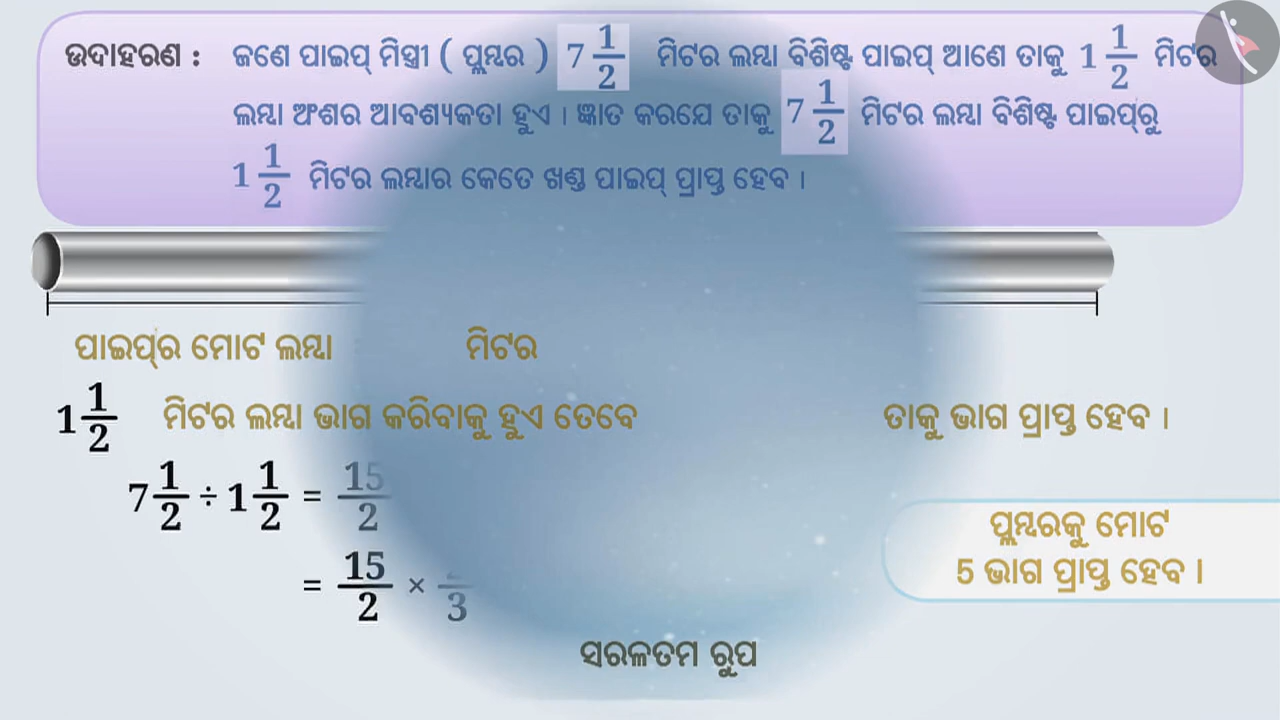 ଉଦାହରଣ : ଜଣେ ପାଇପ୍ ମିସ୍ତ୍ରୀ ( ପ୍ଲମ୍ବର ) 7 1/2 ମିଟର ଲମ୍ବା ବିଶିଷ୍ଟ ପାଇପ୍ ଆଣେ ତାକୁ 1 1/2 ମିଟର
ଲମ୍ବା ଅଂଶର ଆବଶ୍ୟକତା ହୁଏ । ଜ୍ଞାତ କରଯେ ତାକୁ 7 1/2 ମିଟର ଲମ୍ବା ବିଶିଷ୍ଟ ପାଇପ୍‌ରୁ
1 1/2 ମିଟର ଲମ୍ବାର କେତେ ଖଣ୍ଡ ପାଇପ୍ ପ୍ରାପ୍ତ ହେବ ।
ପାଇପ୍‌ର ମୋଟ ଲମ୍ବା ମିଟର
1 1/2 ମିଟର ଲମ୍ବା ଭାଗ କରିବାକୁ ହୁଏ ତେବେ ତାକୁ ଭାଗ ପ୍ରାପ୍ତ ହେବ ।
7 1/2 ÷ 1 1/2 = 15/2
= 15/2 × /3
ପ୍ଲମ୍ବରକୁ ମୋଟ
5 ଭାଗ ପ୍ରାପ୍ତ ହେବ ।
ସରଳତମ ରୁପ